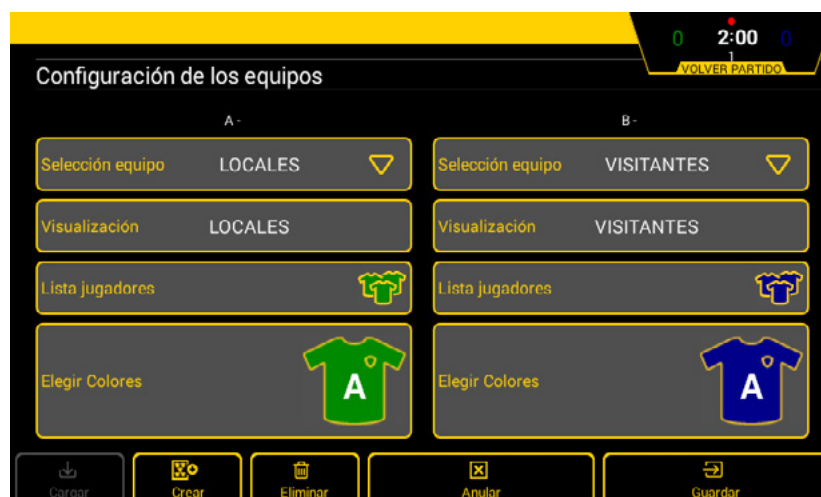 0 2:00 0
1
VOLVER PARTIDO
Configuración de los equipos
A -
B -
Selección equipo LOCALES
Selección equipo VISITANTES
Visualización LOCALES
Visualización VISITANTES
Lista jugadores
Lista jugadores
Elegir Colores A
Elegir Colores A
Cargar
Crear
Eliminar
Anular
Guardar